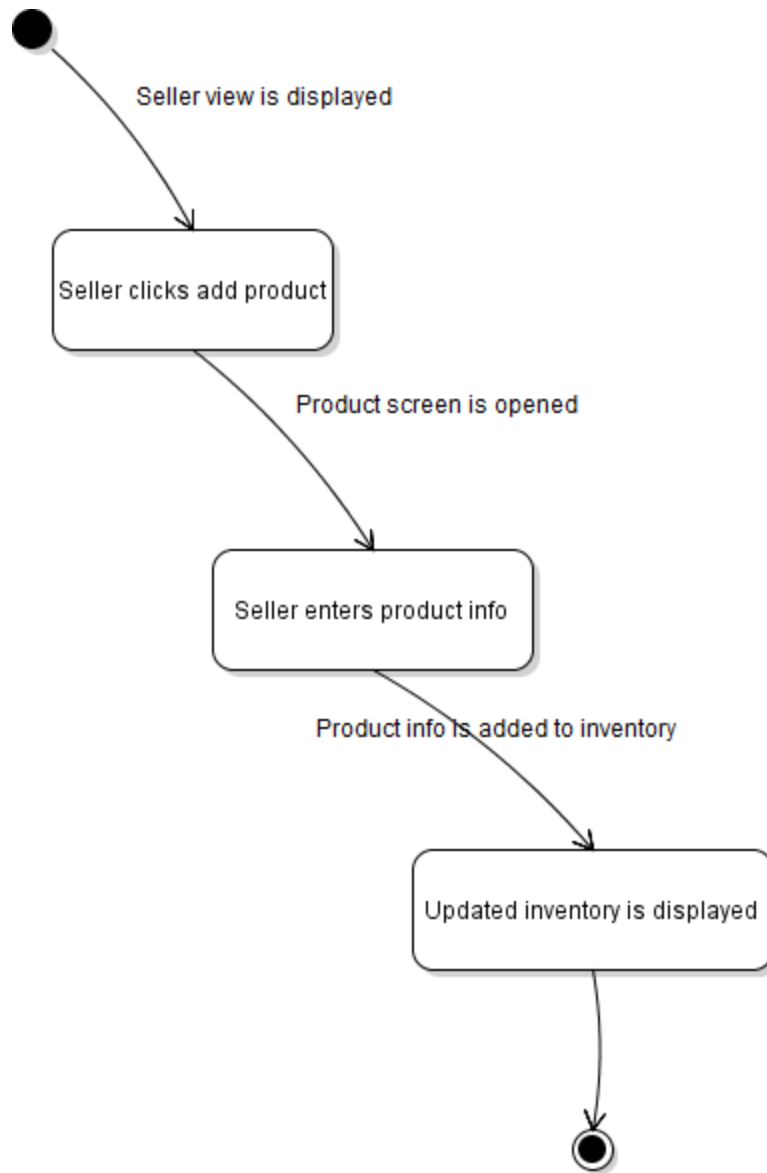 Seller view is displayed
Seller clicks add product
Product screen is opened
Seller enters product info
Product info is added to inventory
Updated inventory is displayed